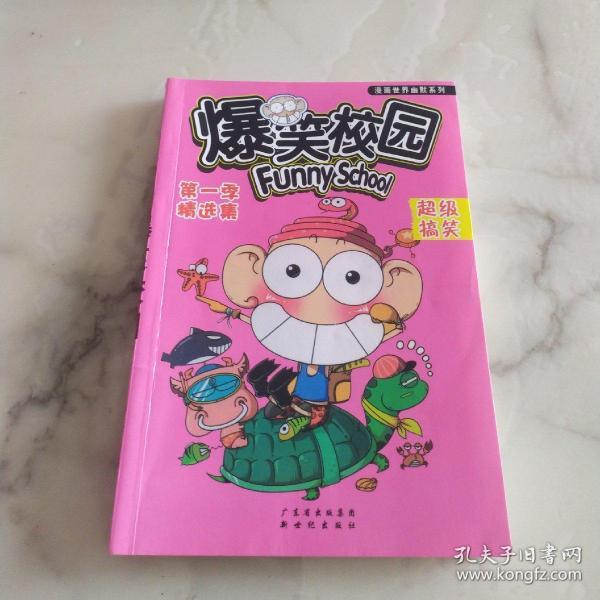 漫画世界幽默系列
爆笑校园
Funny School
第一季
精选集
超级
搞笑
广东省出版集团
新世纪出版社
孔夫子旧书网
www.kongfz.com